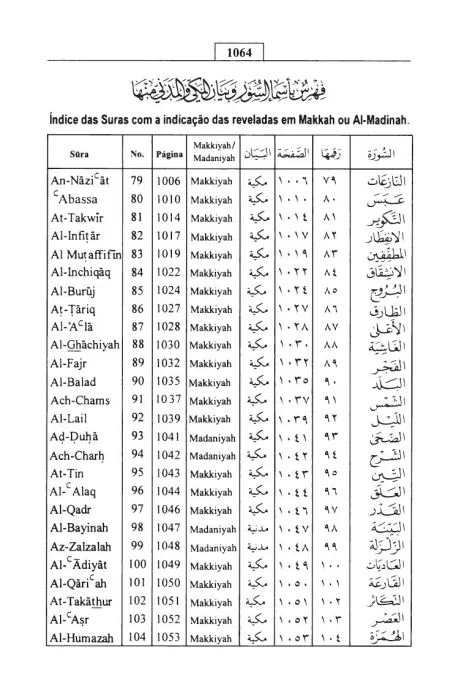 1064
فهرس بأسماء السور وبيان المكي والمدني منها
Índice das Suras com a indicação das reveladas em Makkah ou Al-Madinah.
Sūra No. Página Makkiyah/ Madaniyah البيان الصفحة رقمها السورة
An-Nāziᶜāt 79 1006 Makkiyah مكية ١٠٠٦ ٧٩ النازعات
ᶜAbassa 80 1010 Makkiyah مكية ١٠١٠ ٨٠ عبس
At-Takwīr 81 1014 Makkiyah مكية ١٠١٤ ٨١ التكوير
Al-Infiṭār 82 1017 Makkiyah مكية ١٠١٧ ٨٢ الانفطار
Al Muṭaffifīn 83 1019 Makkiyah مكية ١٠١٩ ٨٣ المطففين
Al-Inchiqāq 84 1022 Makkiyah مكية ١٠٢٢ ٨٤ الانشقاق
Al-Burūj 85 1024 Makkiyah مكية ١٠٢٤ ٨٥ البروج
Aṭ-Ṭāriq 86 1027 Makkiyah مكية ١٠٢٧ ٨٦ الطارق
Al-'Aᶜlā 87 1028 Makkiyah مكية ١٠٢٨ ٨٧ الأعلى
Al-Ghāchiyah 88 1030 Makkiyah مكية ١٠٣٠ ٨٨ الغاشية
Al-Fajr 89 1032 Makkiyah مكية ١٠٣٢ ٨٩ الفجر
Al-Balad 90 1035 Makkiyah مكية ١٠٣٥ ٩٠ البلد
Ach-Chams 91 1037 Makkiyah مكية ١٠٣٧ ٩١ الشمس
Al-Lail 92 1039 Makkiyah مكية ١٠٣٩ ٩٢ الليل
Aḍ-Ḍuḥā 93 1041 Madaniyah مكية ١٠٤١ ٩٣ الضحى
Ach-Charḥ 94 1042 Madaniyah مكية ١٠٤٢ ٩٤ الشرح
At-Tin 95 1043 Makkiyah مكية ١٠٤٣ ٩٥ التين
Al-ᶜAlaq 96 1044 Makkiyah مكية ١٠٤٤ ٩٦ العلق
Al-Qadr 97 1046 Makkiyah مكية ١٠٤٦ ٩٧ القدر
Al-Bayinah 98 1047 Madaniyah مدنية ١٠٤٧ ٩٨ البينة
Az-Zalzalah 99 1048 Madaniyah مدنية ١٠٤٨ ٩٩ الزلزلة
Al-ᶜĀdiyāt 100 1049 Makkiyah مكية ١٠٤٩ ١٠٠ العاديات
Al-Qāriᶜah 101 1050 Makkiyah مكية ١٠٥٠ ١٠١ القارعة
At-Takāthur 102 1051 Makkiyah مكية ١٠٥١ ١٠٢ التكاثر
Al-ᶜAṣr 103 1052 Makkiyah مكية ١٠٥٢ ١٠٣ العصر
Al-Humazah 104 1053 Makkiyah مكية ١٠٥٣ ١٠٤ الهمزة